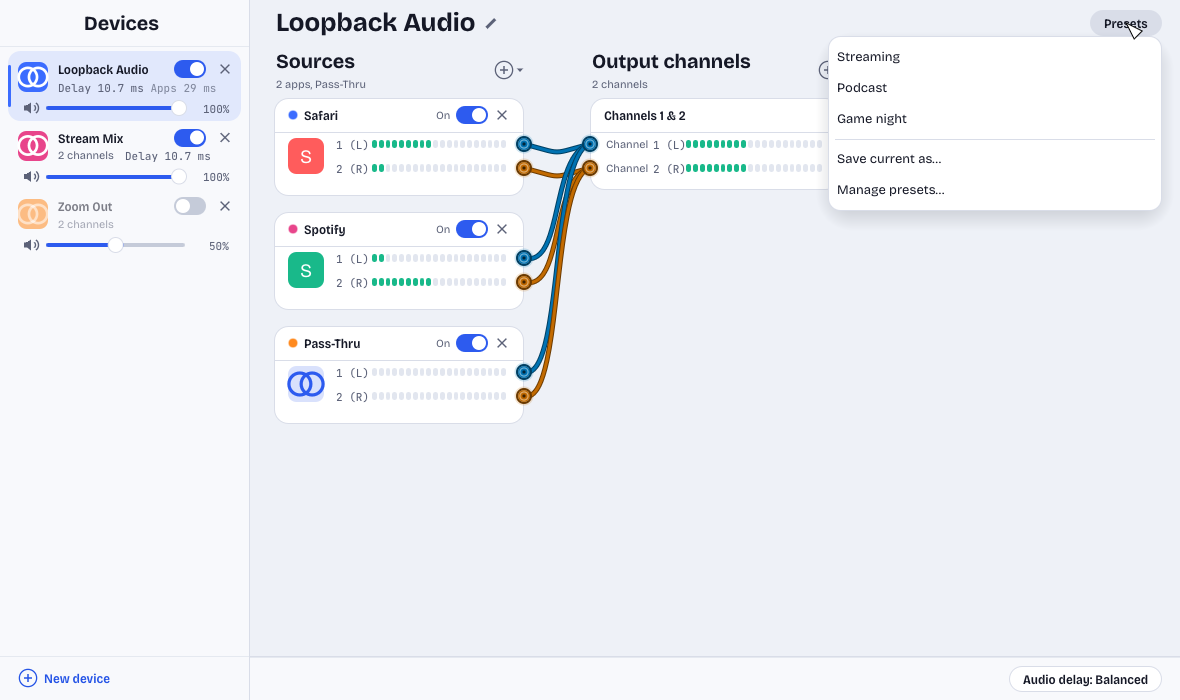 Devices
Loopback Audio
Delay 10.7 ms Apps 29 ms
100%
Stream Mix
2 channels Delay 10.7 ms
100%
Zoom Out
2 channels
50%
New device
Loopback Audio
Presets
Sources
2 apps, Pass-Thru
Safari
On
S
1 (L)
2 (R)
Spotify
On
S
1 (L)
2 (R)
Pass-Thru
On
1 (L)
2 (R)
Output channels
2 channels
Channels 1 & 2
Channel 1 (L)
Channel 2 (R)
Streaming
Podcast
Game night
Save current as...
Manage presets...
Audio delay: Balanced